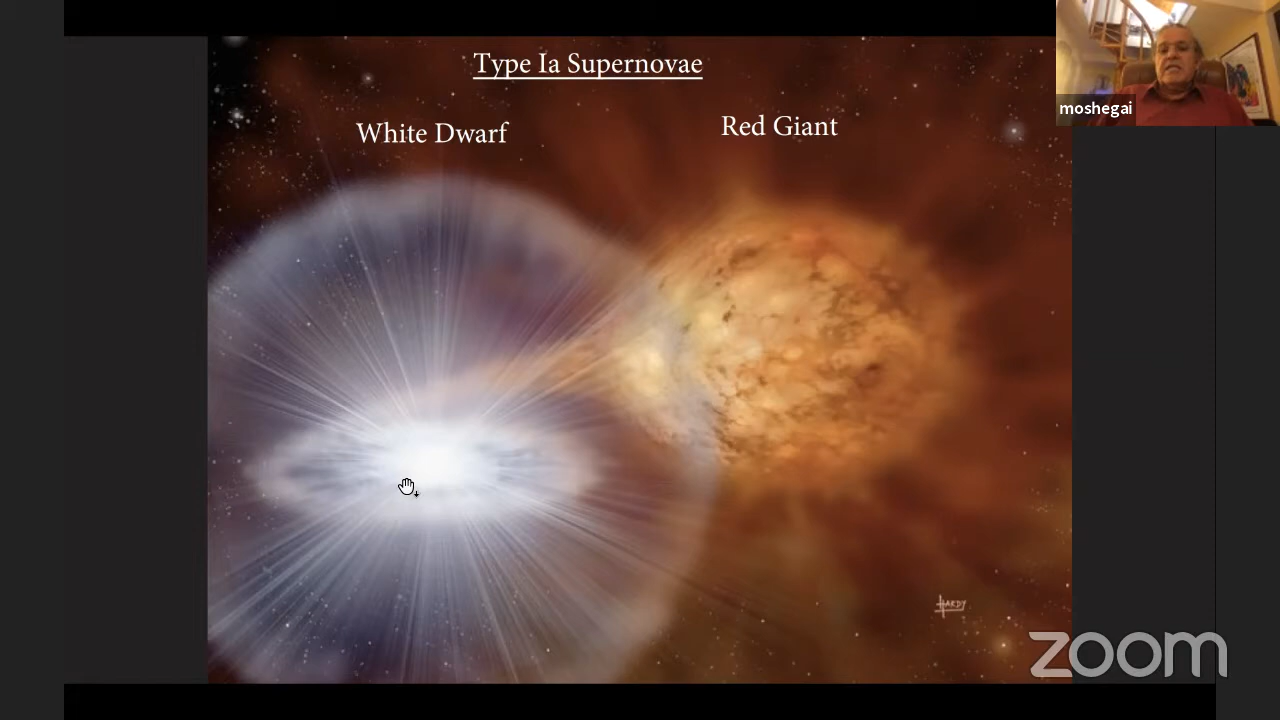 Type Ia Supernovae
White Dwarf
Red Giant
moshegai
HARDY
zoom